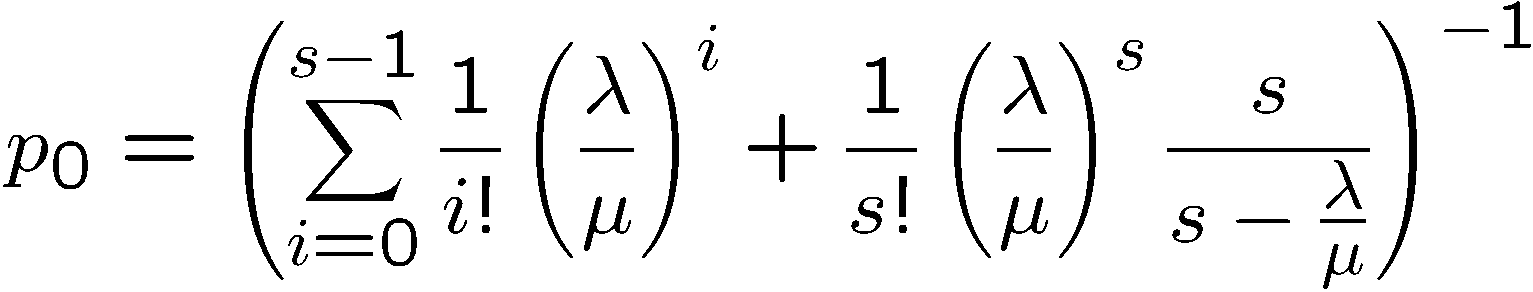 p_0 = \left( \sum_{i=0}^{s-1} \frac{1}{i!} \left( \frac{\lambda}{\mu} \right)^i + \frac{1}{s!} \left( \frac{\lambda}{\mu} \right)^s \frac{s}{s - \frac{\lambda}{\mu}} \right)^{-1}